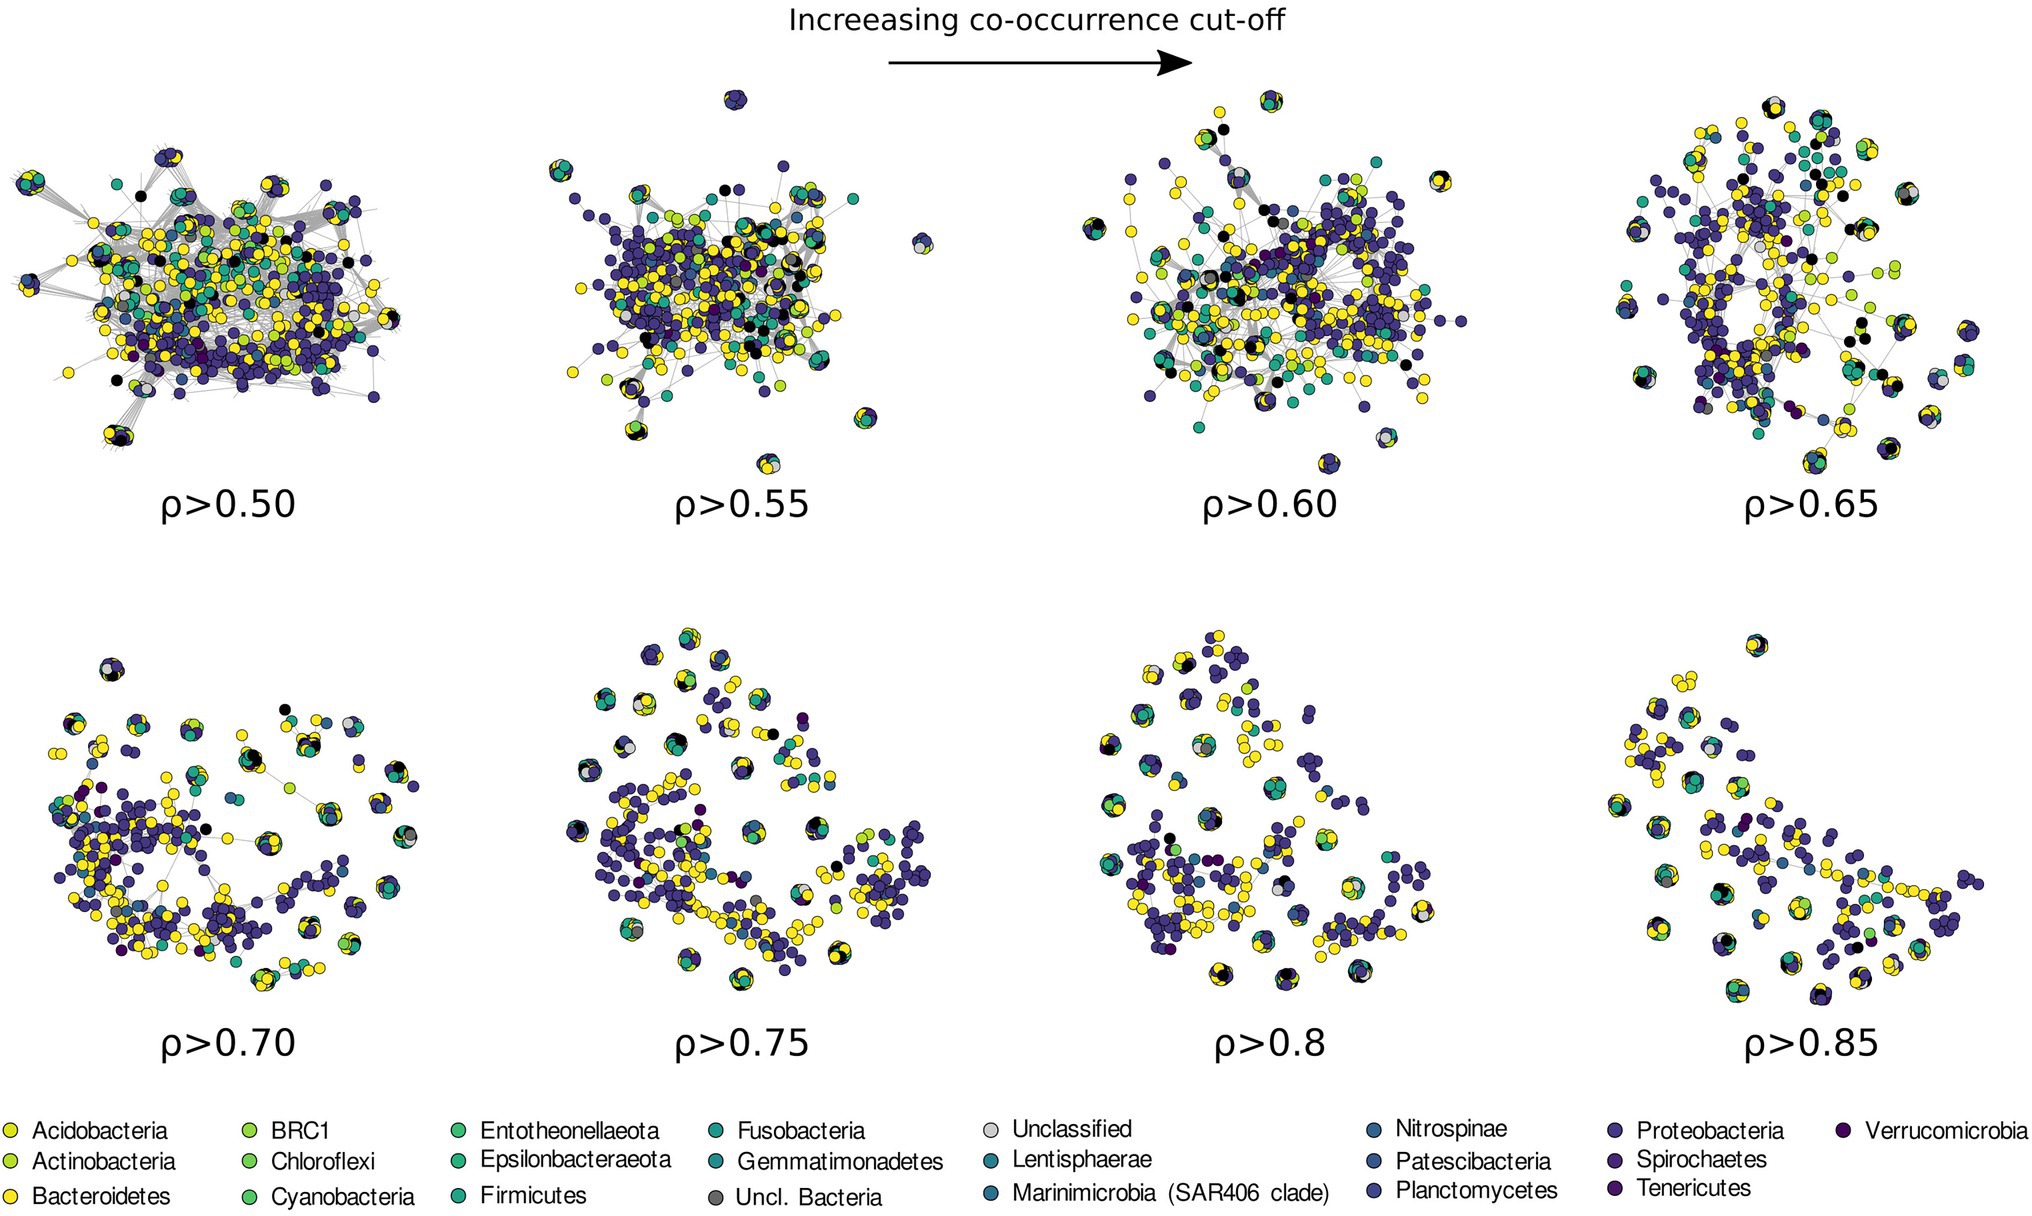 Increeasing co-occurrence cut-off
ρ>0.50 ρ>0.55 ρ>0.60 ρ>0.65
ρ>0.70 ρ>0.75 ρ>0.8 ρ>0.85
Acidobacteria BRC1 Entotheonellaeota Fusobacteria Unclassified Nitrospinae Proteobacteria Verrucomicrobia
Actinobacteria Chloroflexi Epsilonbacteraeota Gemmatimonadetes Lentisphaerae Patescibacteria Spirochaetes
Bacteroidetes Cyanobacteria Firmicutes Uncl. Bacteria Marinimicrobia (SAR406 clade) Planctomycetes Tenericutes